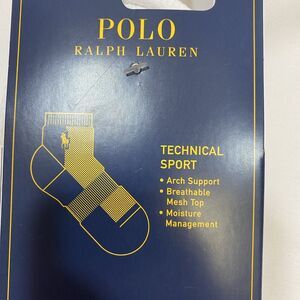 POLO
RALPH LAUREN
TECHNICAL
SPORT
• Arch Support
• Breathable
Mesh Top
• Moisture
Management